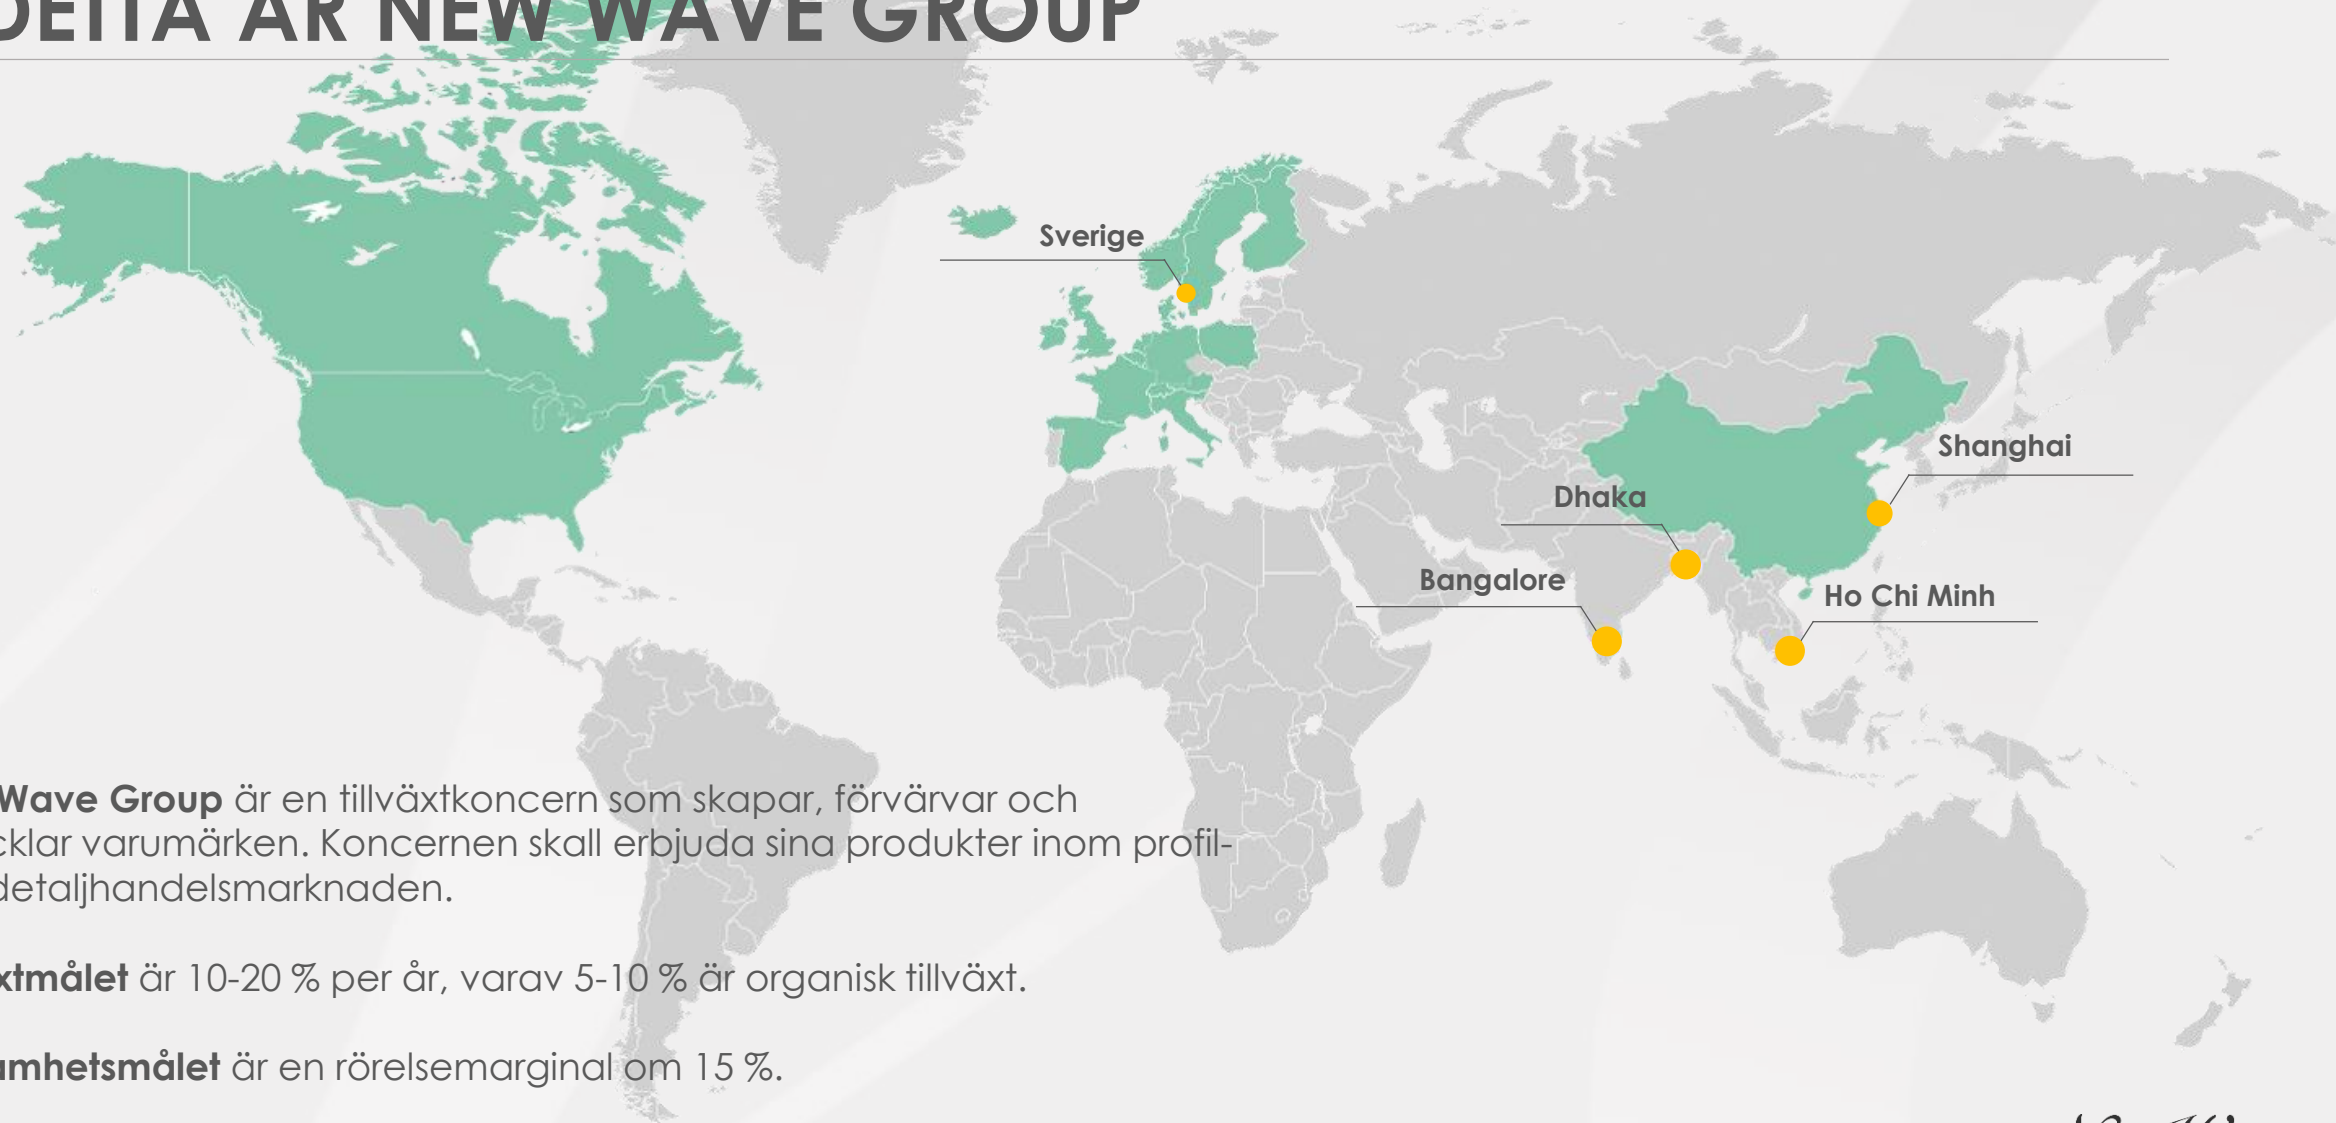 DETTA ÄR NEW WAVE GROUP
Sverige
Shanghai
Dhaka
Bangalore
Ho Chi Minh
Wave Group är en tillväxtkoncern som skapar, förvärvar och
cklar varumärken. Koncernen skall erbjuda sina produkter inom profil-
detaljhandelsmarknaden.
xtmålet är 10-20 % per år, varav 5-10 % är organisk tillväxt.
amhetsmålet är en rörelsemarginal om 15 %.